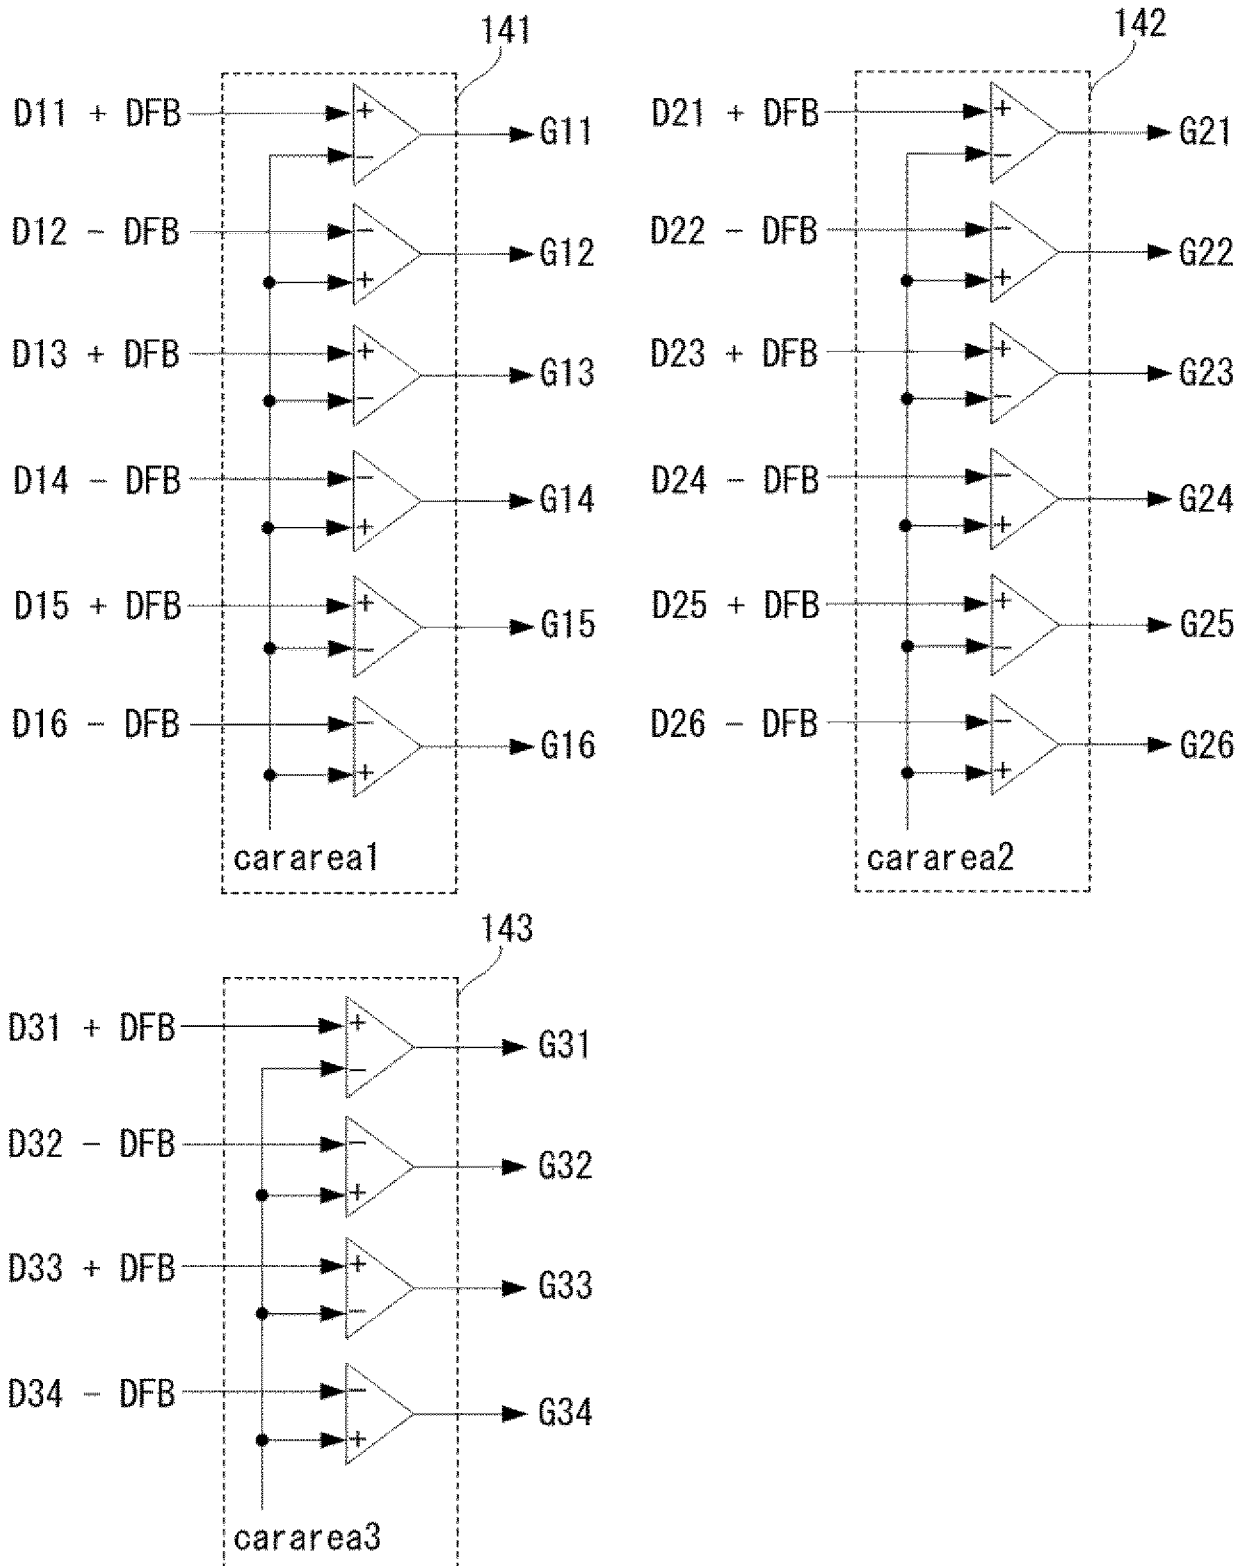 141
D11 + DFB + − G11
D12 - DFB − + G12
D13 + DFB + − G13
D14 - DFB − + G14
D15 + DFB + − G15
D16 - DFB − + G16
cararea1
142
D21 + DFB + − G21
D22 - DFB − + G22
D23 + DFB + − G23
D24 - DFB − + G24
D25 + DFB + − G25
D26 - DFB − + G26
cararea2
143
D31 + DFB + − G31
D32 - DFB − + G32
D33 + DFB + − G33
D34 - DFB − + G34
cararea3